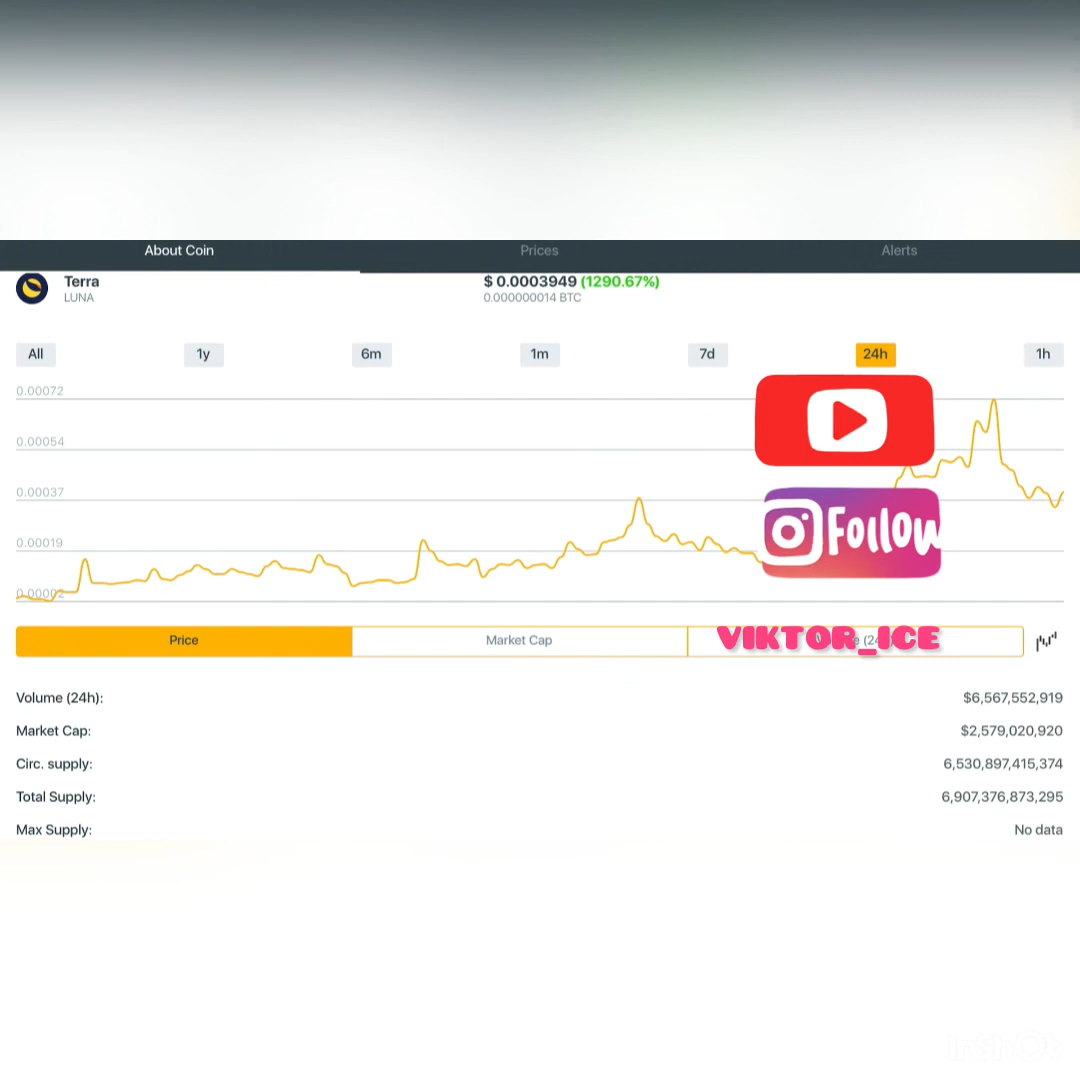 About Coin Prices Alerts
Terra $ 0.0003949 (1290.67%)
LUNA 0.000000014 BTC
All 1y 6m 1m 7d 24h 1h
0.00072
0.00054
0.00037
Follow
0.00019
0.00002
Price Market Cap VIKTOR_ICE
Volume (24h): $6,567,552,919
Market Cap: $2,579,020,920
Circ. supply: 6,530,897,415,374
Total Supply: 6,907,376,873,295
Max Supply: No data